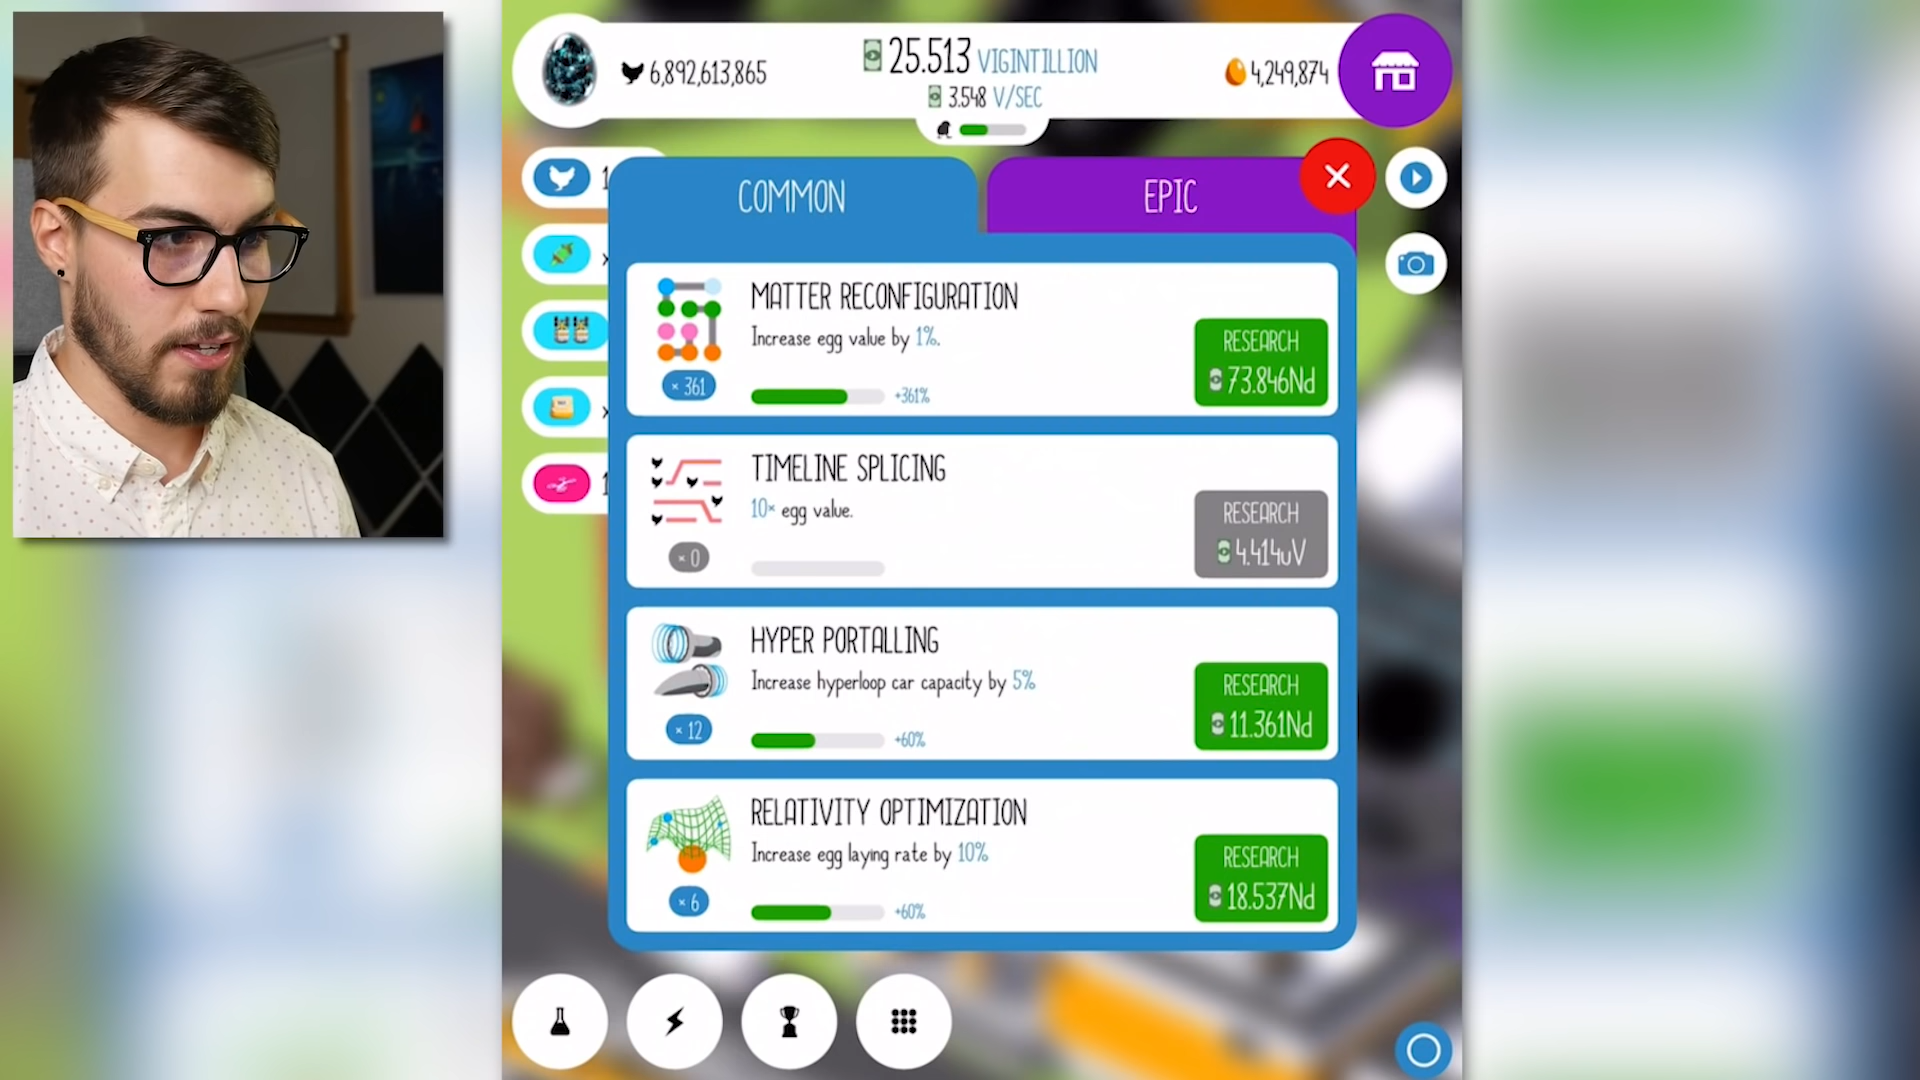 6,892,613,865
25.513 VIGINTILLION
3.548 V/SEC
4,249,874
COMMON
EPIC
MATTER RECONFIGURATION
Increase egg value by 1%.
× 361
+361%
RESEARCH
73.846Nd
TIMELINE SPLICING
10× egg value.
× 0
RESEARCH
4.414uV
HYPER PORTALLING
Increase hyperloop car capacity by 5%
× 12
+60%
RESEARCH
11.361Nd
RELATIVITY OPTIMIZATION
Increase egg laying rate by 10%
× 6
+60%
RESEARCH
18.537Nd